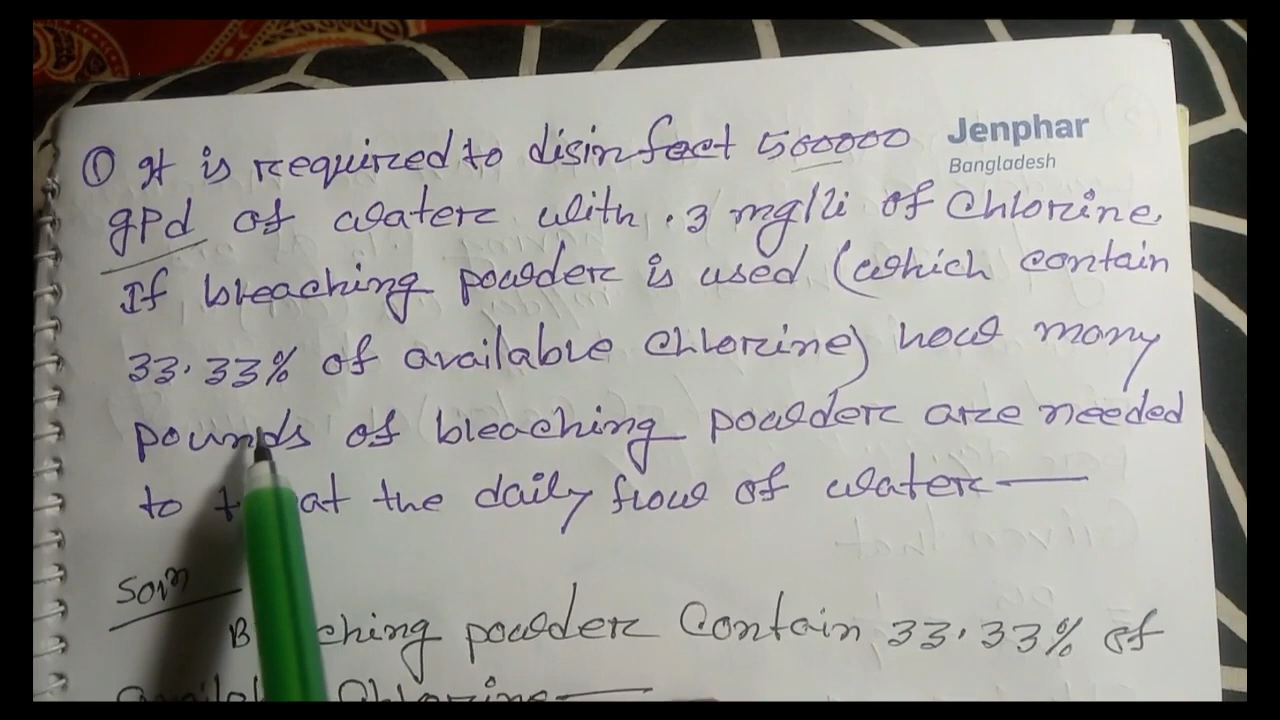 ① It is required to disinfect 500000
Jenphar
Bangladesh
gpd of water with .3 mg/li of Chlorine.
If bleaching powder is used (which contain
33.33% of available Chlorine) how many
pounds of bleaching powder are needed
to at the daily flow of water
Soln
powder Contain 33.33% of